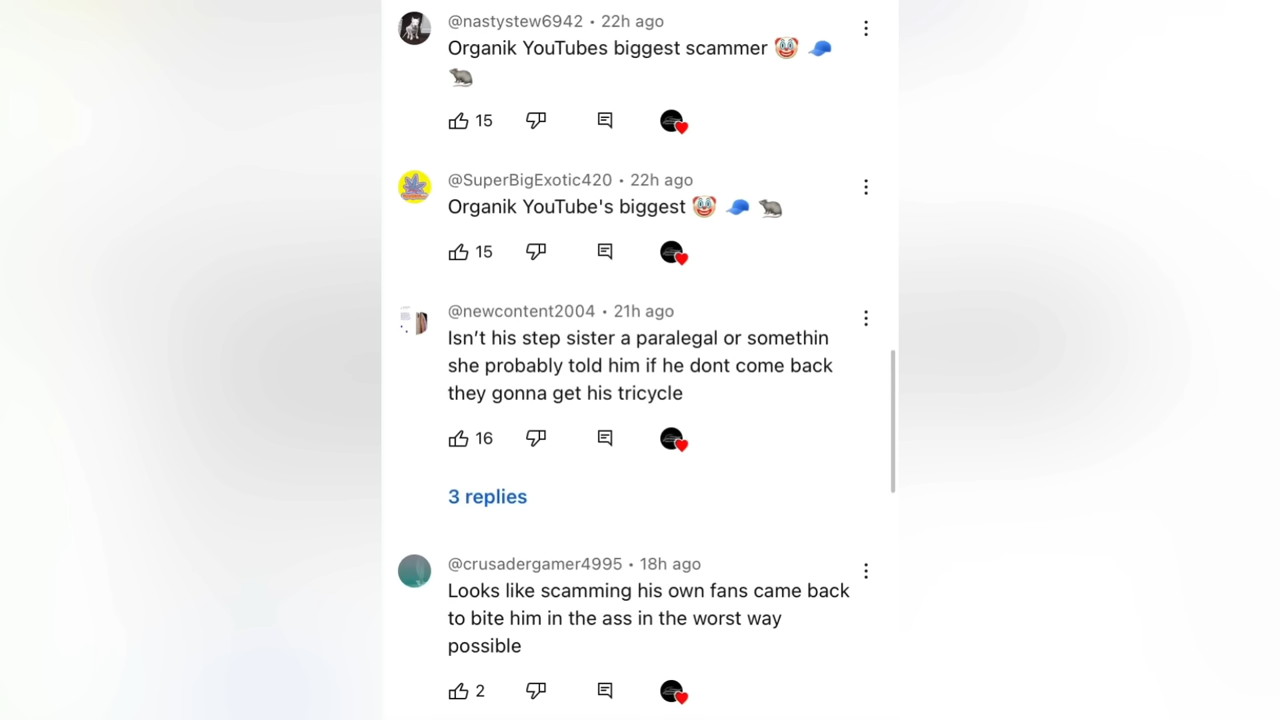 @nastystew6942 • 22h ago
Organik YouTubes biggest scammer 🤡 🧢
🐀
15
@SuperBigExotic420 • 22h ago
Organik YouTube's biggest 🤡 🧢 🐀
15
@newcontent2004 • 21h ago
Isn’t his step sister a paralegal or somethin
she probably told him if he dont come back
they gonna get his tricycle
16
3 replies
@crusadergamer4995 • 18h ago
Looks like scamming his own fans came back
to bite him in the ass in the worst way
possible
2